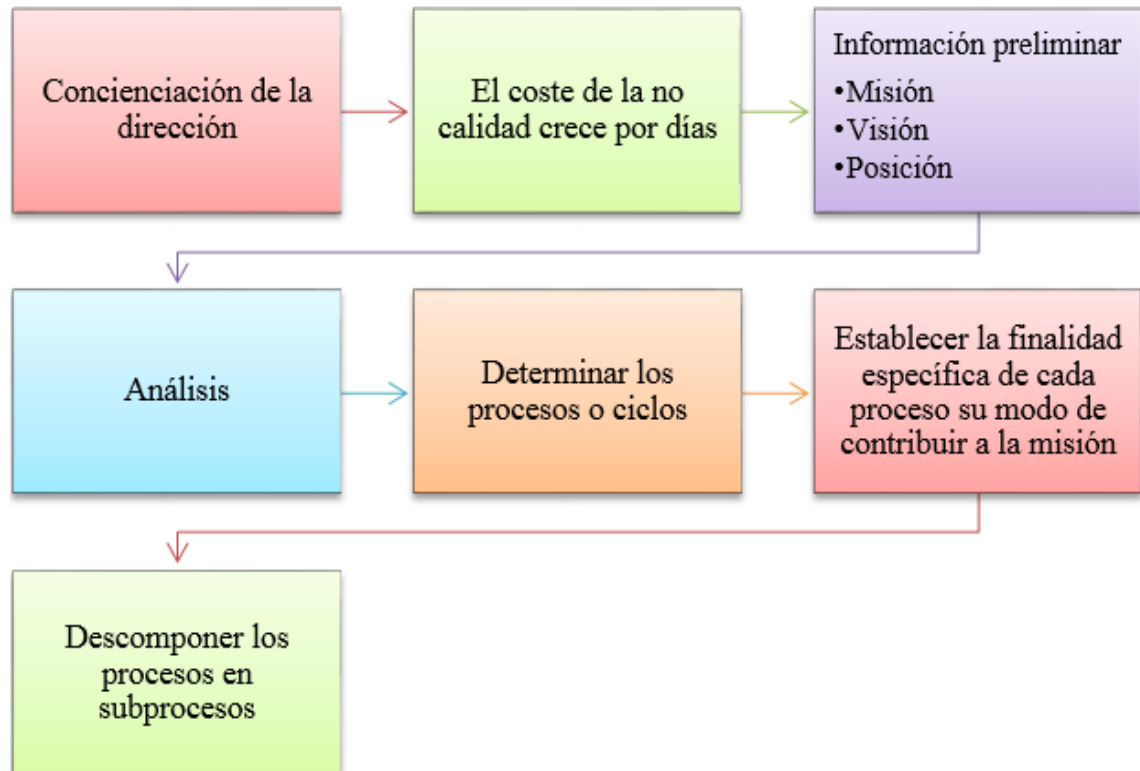 Concienciación de la
dirección
El coste de la no
calidad crece por días
Información preliminar
•Misión
•Visión
•Posición
Análisis
Determinar los
procesos o ciclos
Establecer la finalidad
específica de cada
proceso su modo de
contribuir a la misión
Descomponer los
procesos en
subprocesos